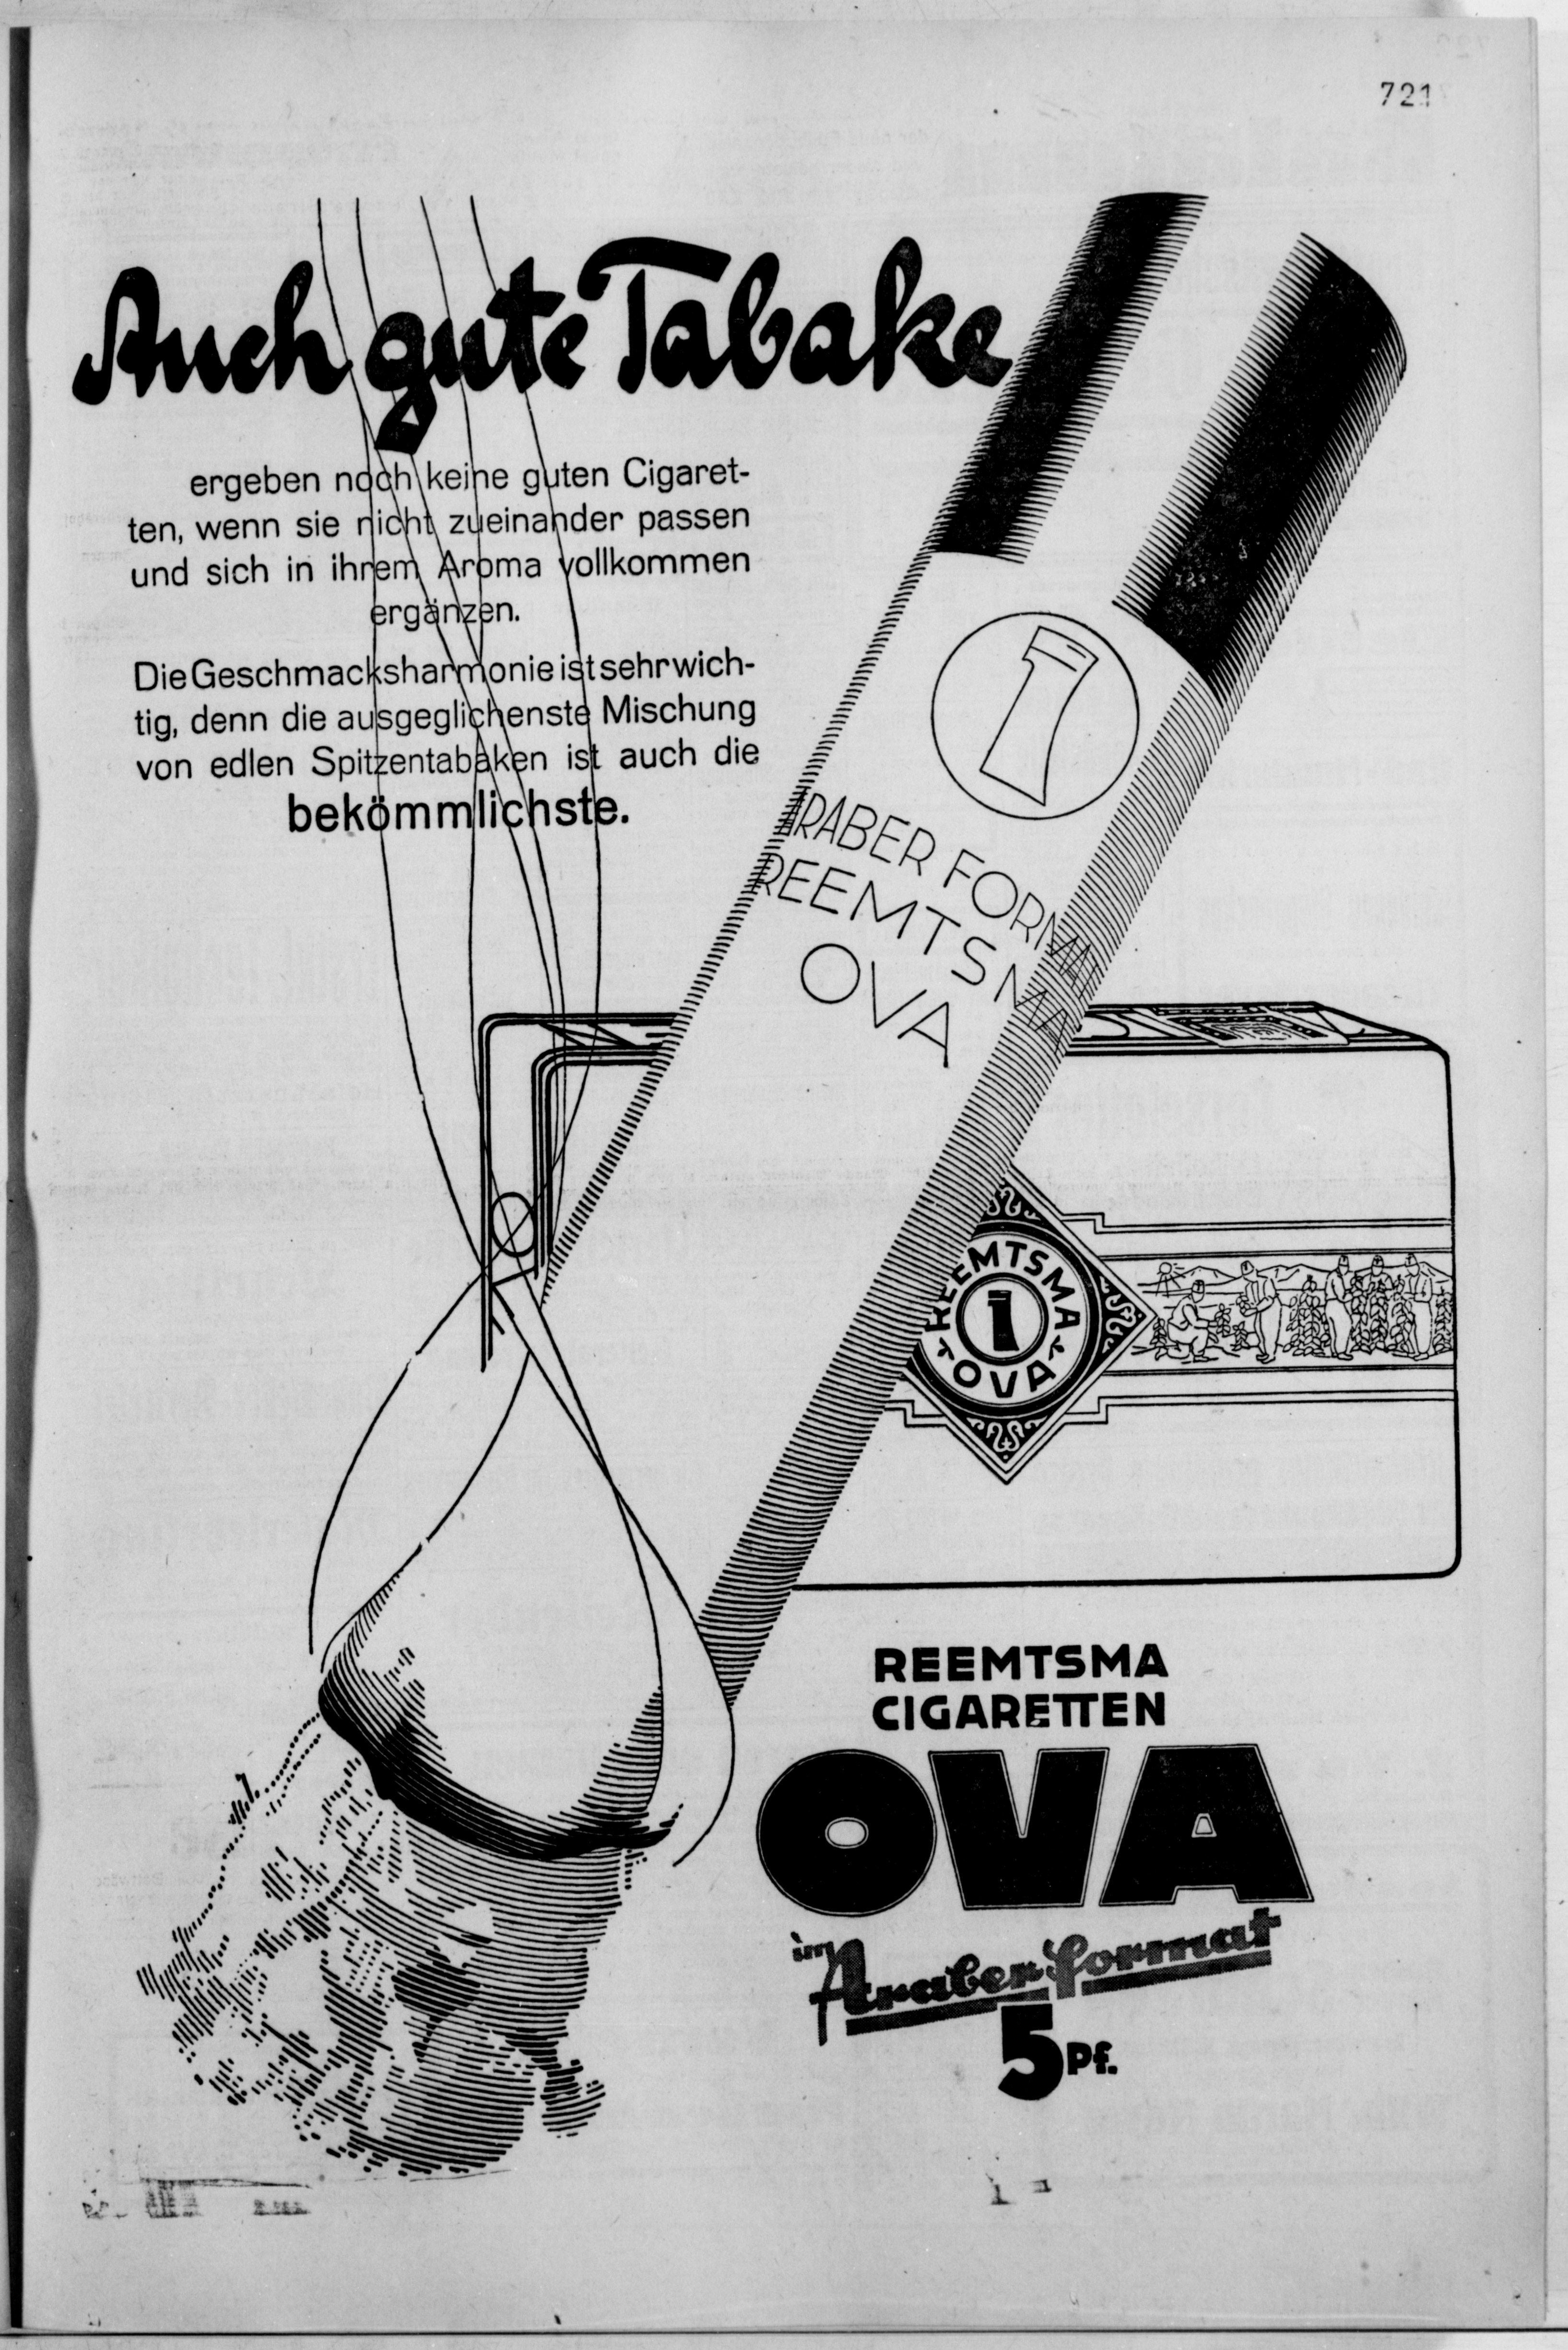 721
Auch gute Tabake
ergeben noch keine guten Cigaret-
ten, wenn sie nicht zueinander passen
und sich in ihrem Aroma vollkommen
ergänzen.
Die Geschmacksharmonie ist sehr wich-
tig, denn die ausgeglichenste Mischung
von edlen Spitzentabaken ist auch die
bekömmlichste.
ARABER FORMAT
REEMTSMA
OVA
REEMTSMA
OVA
REEMTSMA
CIGARETTEN
OVA
im Araberformat
5 Pf.